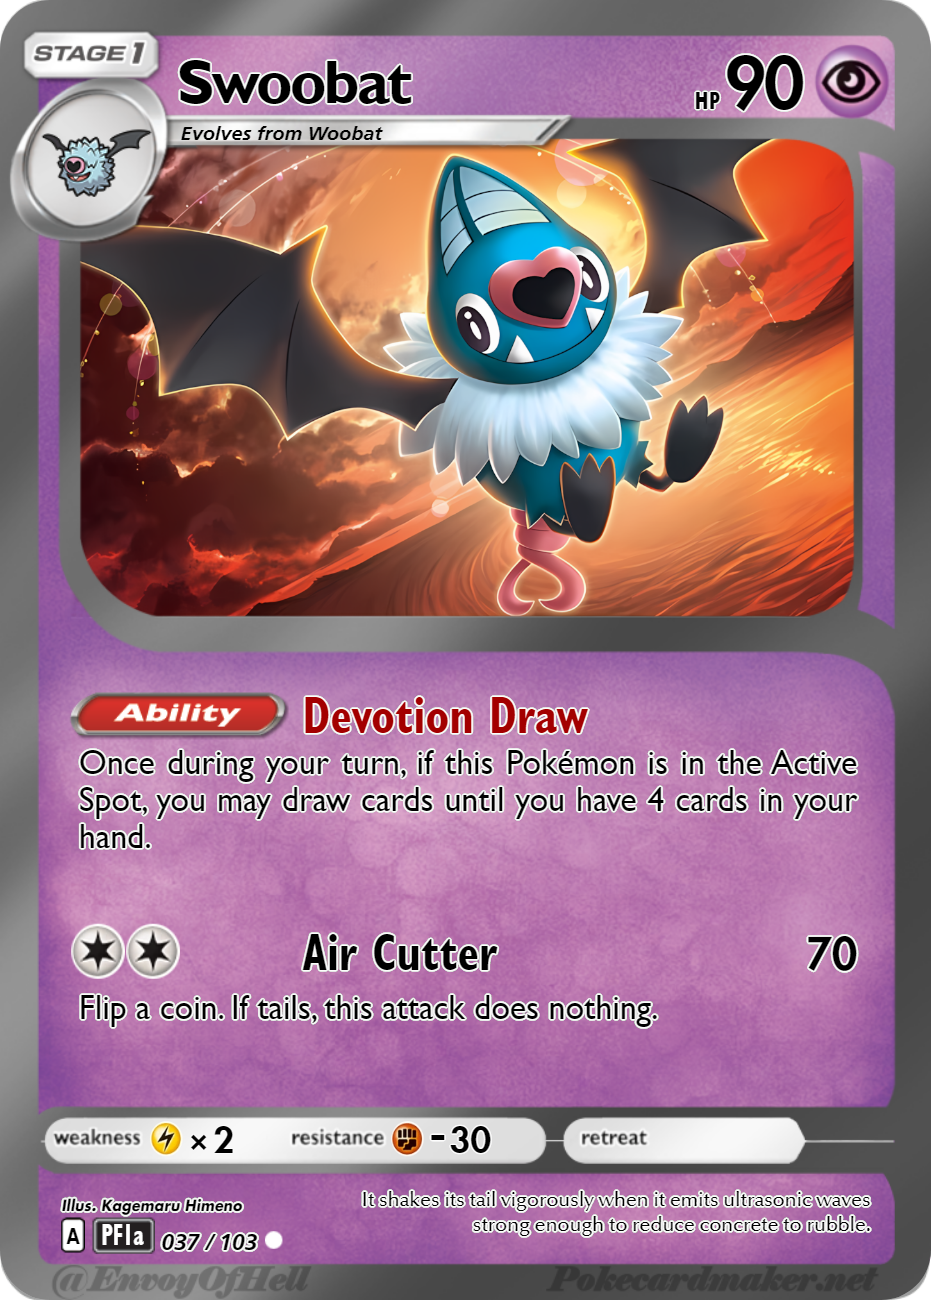 STAGE 1
Swoobat
HP 90
Evolves from Woobat
Ability Devotion Draw
Once during your turn, if this Pokémon is in the Active
Spot, you may draw cards until you have 4 cards in your
hand.
Air Cutter 70
Flip a coin. If tails, this attack does nothing.
weakness × 2 resistance -30 retreat
Illus. Kagemaru Himeno
It shakes its tail vigorously when it emits ultrasonic waves
strong enough to reduce concrete to rubble.
A PF1a 037 / 103
@EnvoyOfHell Pokecardmaker.net